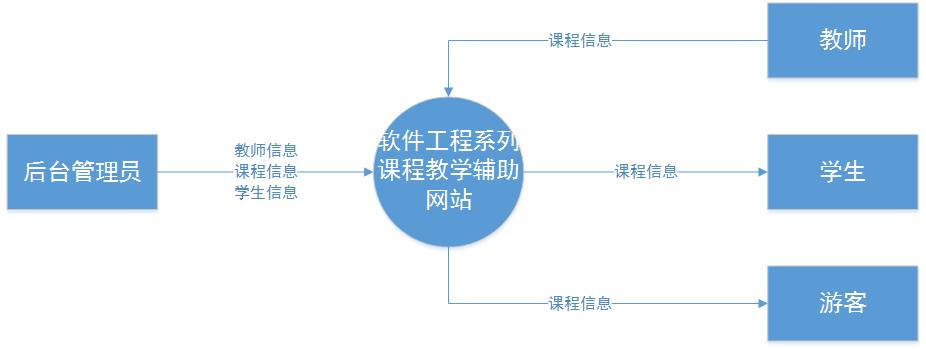 课程信息
教师
后台管理员
教师信息
课程信息
学生信息
软件工程系列
课程教学辅助
网站
课程信息
学生
课程信息
游客